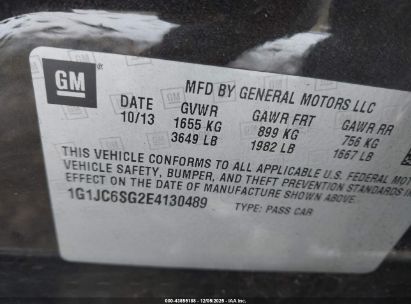 GM
MFD BY GENERAL MOTORS LLC
DATE GVWR GAWR FRT GAWR RR
10/13 1655 KG 899 KG 756 KG
3649 LB 1982 LB 1667 LB
THIS VEHICLE CONFORMS TO ALL APPLICABLE U.S. FEDERAL MOTOR
VEHICLE SAFETY, BUMPER, AND THEFT PREVENTION STANDARDS IN
EFFECT ON THE DATE OF MANUFACTURE SHOWN ABOVE.
1G1JC6SG2E4130489 TYPE: PASS CAR